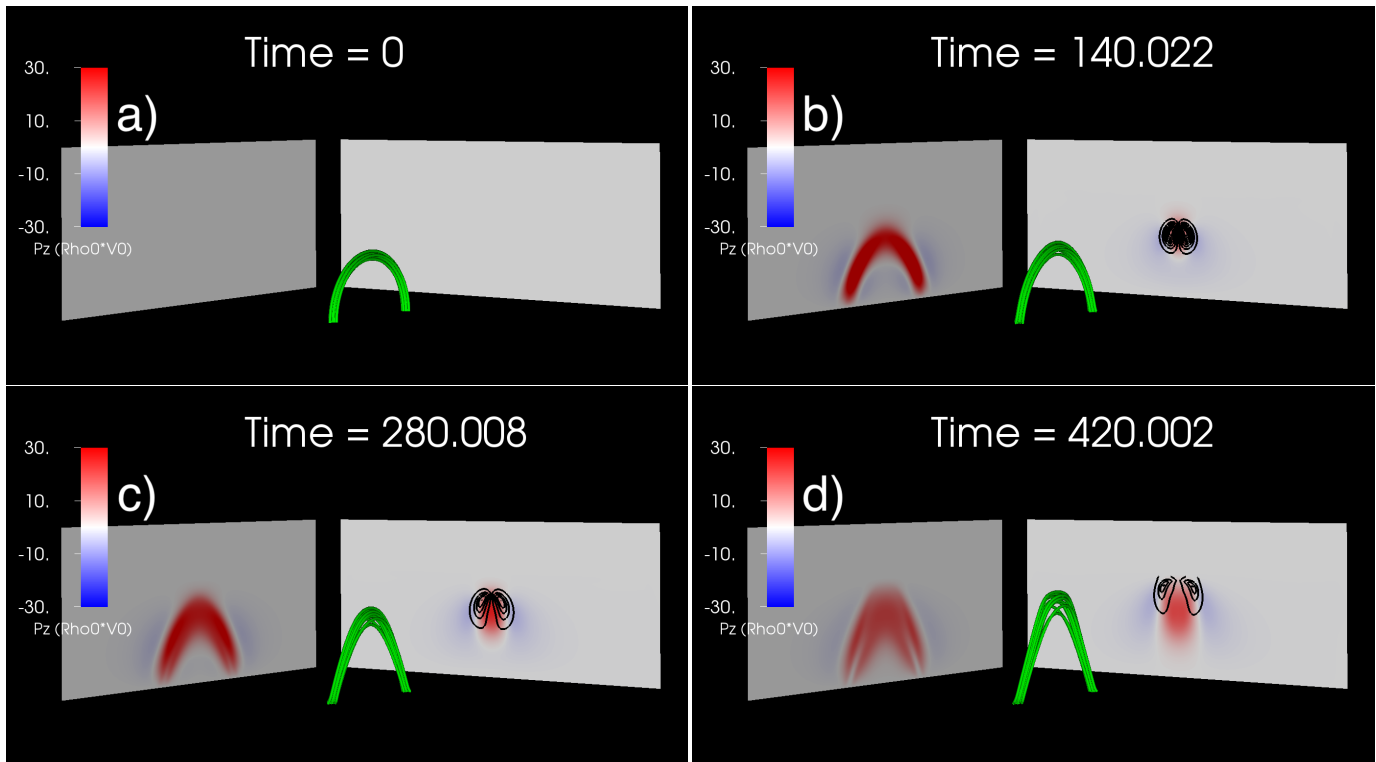 Time = 0
30.
a)
10.
-10.
-30.
Pz (Rho0*V0)
Time = 140.022
30.
b)
10.
-10.
-30.
Pz (Rho0*V0)
Time = 280.008
30.
c)
10.
-10.
-30.
Pz (Rho0*V0)
Time = 420.002
30.
d)
10.
-10.
-30.
Pz (Rho0*V0)